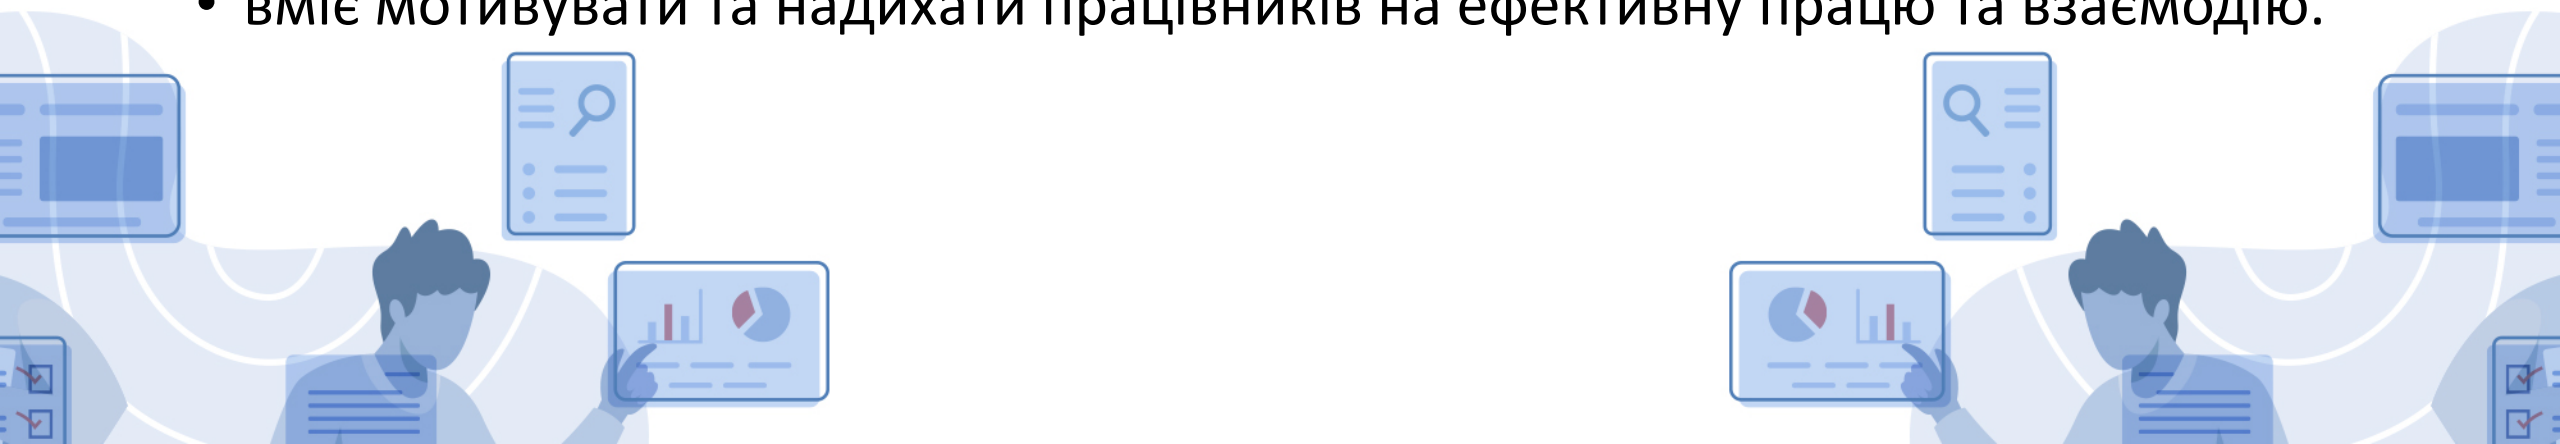 • вміє мотивувати та надихати працівників на ефективну працю та взаємодію.